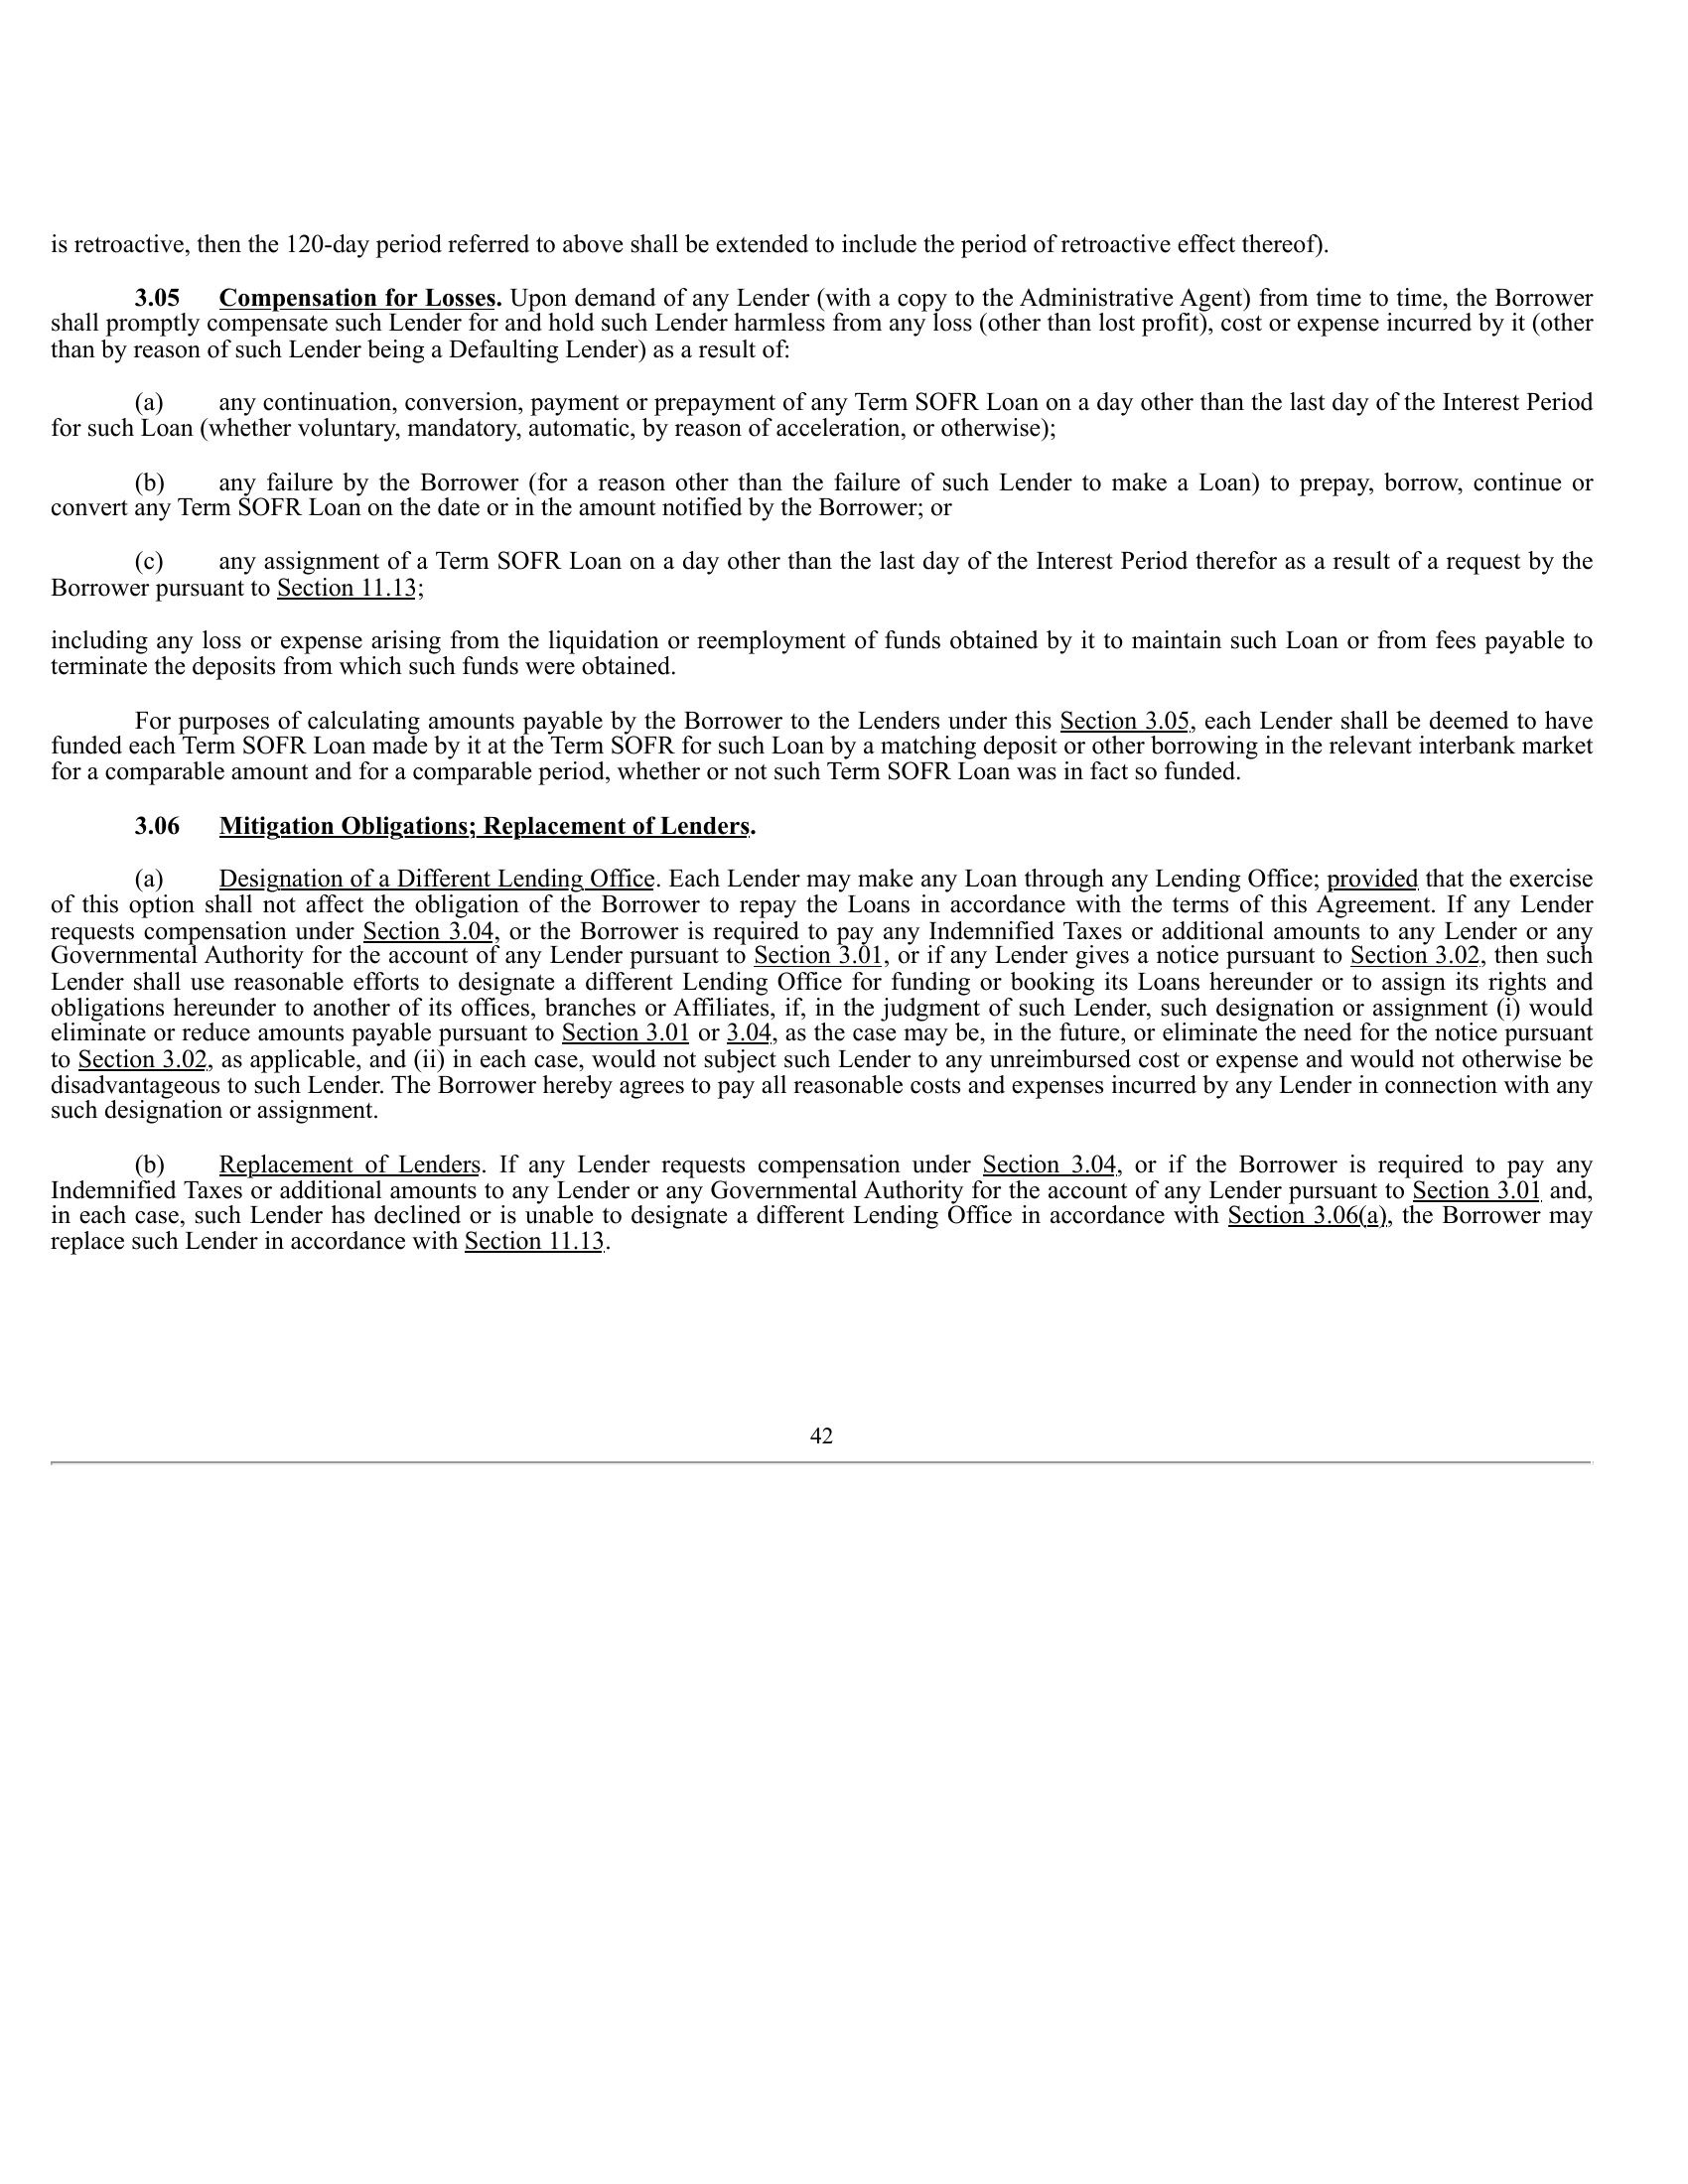 is retroactive, then the 120-day period referred to above shall be extended to include the period of retroactive effect thereof).
3.05 Compensation for Losses. Upon demand of any Lender (with a copy to the Administrative Agent) from time to time, the Borrower
shall promptly compensate such Lender for and hold such Lender harmless from any loss (other than lost profit), cost or expense incurred by it (other
than by reason of such Lender being a Defaulting Lender) as a result of:
(a) any continuation, conversion, payment or prepayment of any Term SOFR Loan on a day other than the last day of the Interest Period
for such Loan (whether voluntary, mandatory, automatic, by reason of acceleration, or otherwise);
(b) any failure by the Borrower (for a reason other than the failure of such Lender to make a Loan) to prepay, borrow, continue or
convert any Term SOFR Loan on the date or in the amount notified by the Borrower; or
(c) any assignment of a Term SOFR Loan on a day other than the last day of the Interest Period therefor as a result of a request by the
Borrower pursuant to Section 11.13;
including any loss or expense arising from the liquidation or reemployment of funds obtained by it to maintain such Loan or from fees payable to
terminate the deposits from which such funds were obtained.
For purposes of calculating amounts payable by the Borrower to the Lenders under this Section 3.05, each Lender shall be deemed to have
funded each Term SOFR Loan made by it at the Term SOFR for such Loan by a matching deposit or other borrowing in the relevant interbank market
for a comparable amount and for a comparable period, whether or not such Term SOFR Loan was in fact so funded.
3.06 Mitigation Obligations; Replacement of Lenders.
(a) Designation of a Different Lending Office. Each Lender may make any Loan through any Lending Office; provided that the exercise
of this option shall not affect the obligation of the Borrower to repay the Loans in accordance with the terms of this Agreement. If any Lender
requests compensation under Section 3.04, or the Borrower is required to pay any Indemnified Taxes or additional amounts to any Lender or any
Governmental Authority for the account of any Lender pursuant to Section 3.01, or if any Lender gives a notice pursuant to Section 3.02, then such
Lender shall use reasonable efforts to designate a different Lending Office for funding or booking its Loans hereunder or to assign its rights and
obligations hereunder to another of its offices, branches or Affiliates, if, in the judgment of such Lender, such designation or assignment (i) would
eliminate or reduce amounts payable pursuant to Section 3.01 or 3.04, as the case may be, in the future, or eliminate the need for the notice pursuant
to Section 3.02, as applicable, and (ii) in each case, would not subject such Lender to any unreimbursed cost or expense and would not otherwise be
disadvantageous to such Lender. The Borrower hereby agrees to pay all reasonable costs and expenses incurred by any Lender in connection with any
such designation or assignment.
(b) Replacement of Lenders. If any Lender requests compensation under Section 3.04, or if the Borrower is required to pay any
Indemnified Taxes or additional amounts to any Lender or any Governmental Authority for the account of any Lender pursuant to Section 3.01 and,
in each case, such Lender has declined or is unable to designate a different Lending Office in accordance with Section 3.06(a), the Borrower may
replace such Lender in accordance with Section 11.13.
42